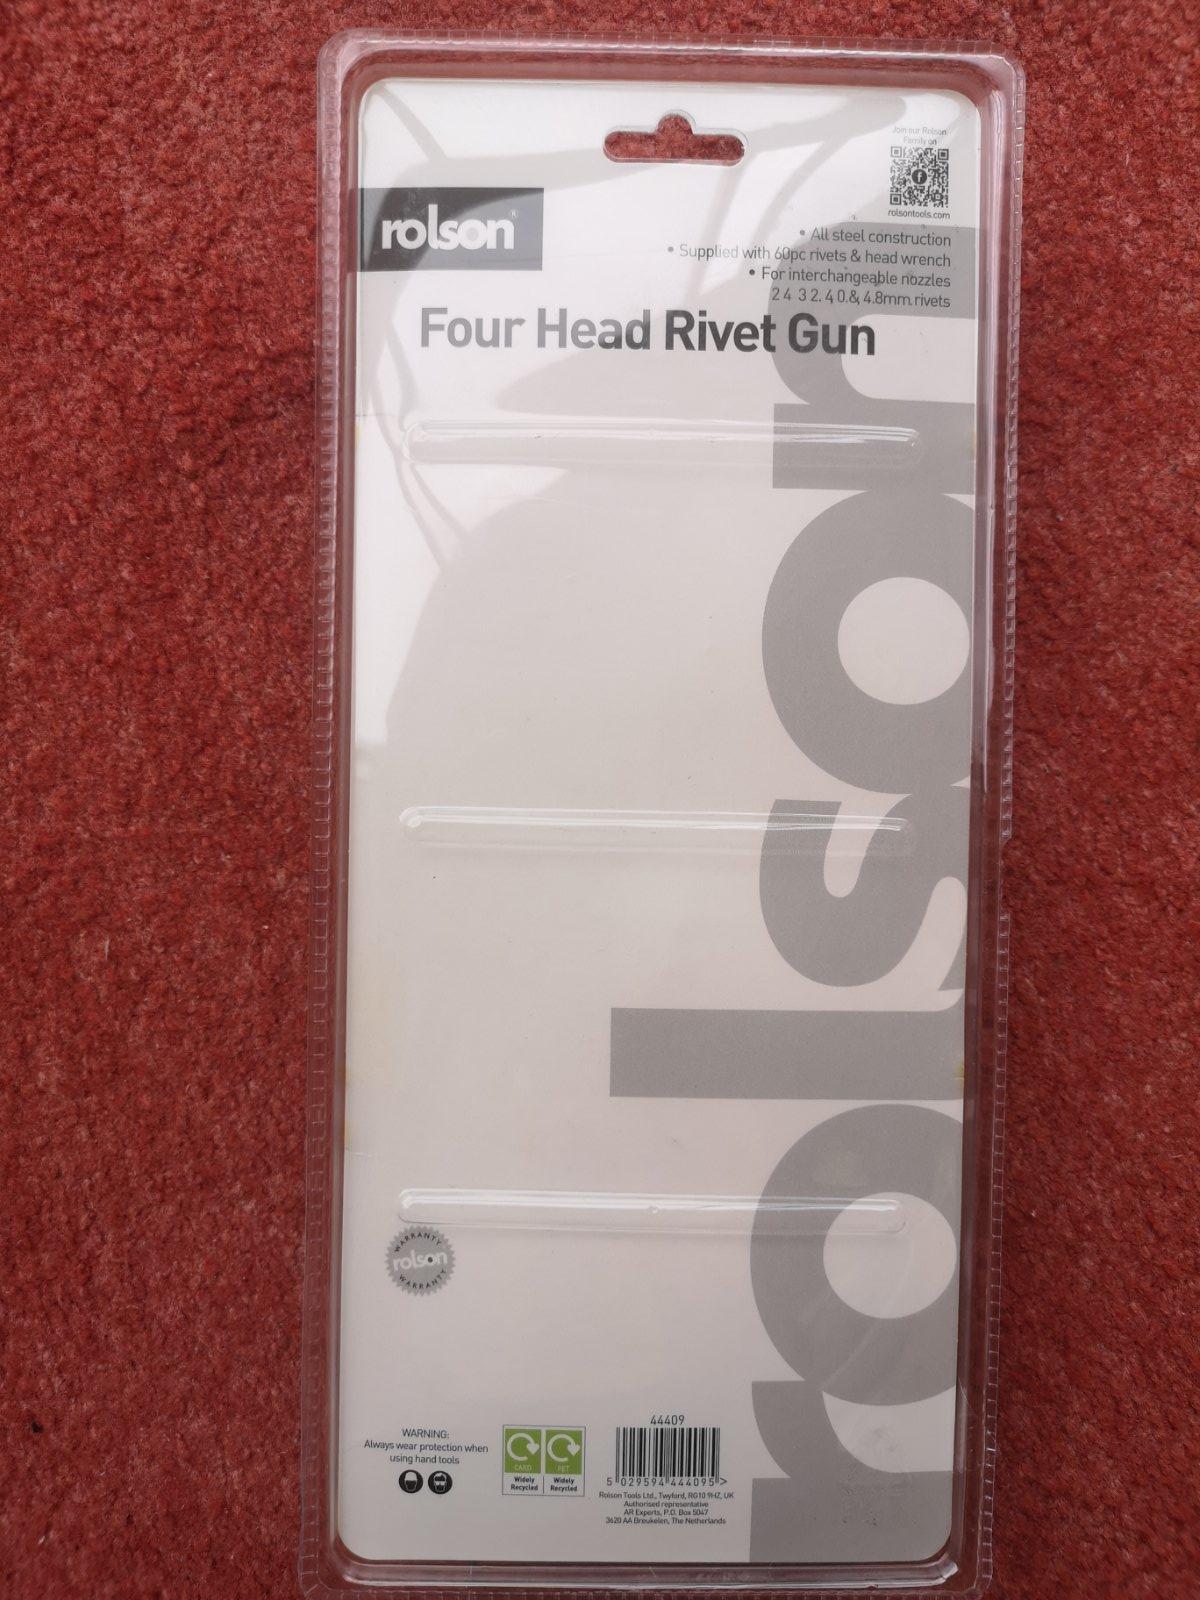 Join our Rolson
Family on
rolsontools.com
rolson®
• All steel construction
• Supplied with 60pc rivets & head wrench
• For interchangeable nozzles
2.4, 3.2, 4.0 & 4.8mm rivets
Four Head Rivet Gun
rolson
WARRANTY
rolson
WARRANTY
WARNING:
Always wear protection when
using hand tools
CARD
Widely
Recycled
PET
Widely
Recycled
44409
5 029594 444095 >
Rolson Tools Ltd., Twyford, RG10 9HZ, UK
Authorised representative
AR Experts, P.O. Box 5047
3620 AA Breukelen, The Netherlands